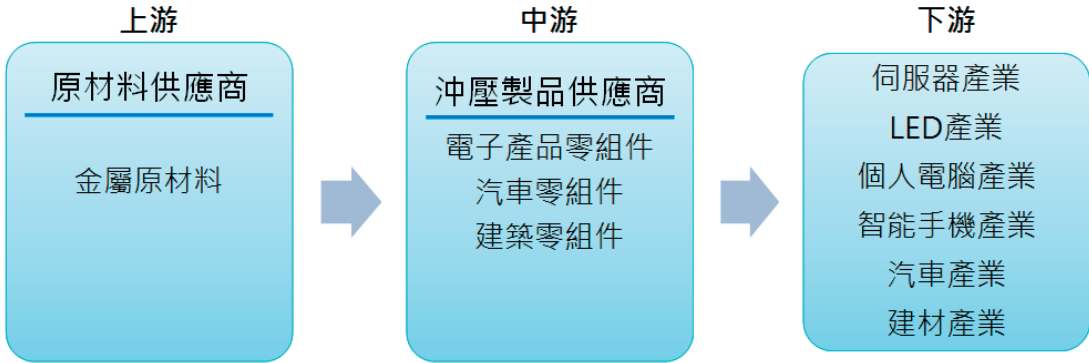 上游
原材料供應商
金屬原材料
中游
沖壓製品供應商
電子產品零組件
汽車零組件
建築零組件
下游
伺服器產業
LED產業
個人電腦產業
智能手機產業
汽車產業
建材產業